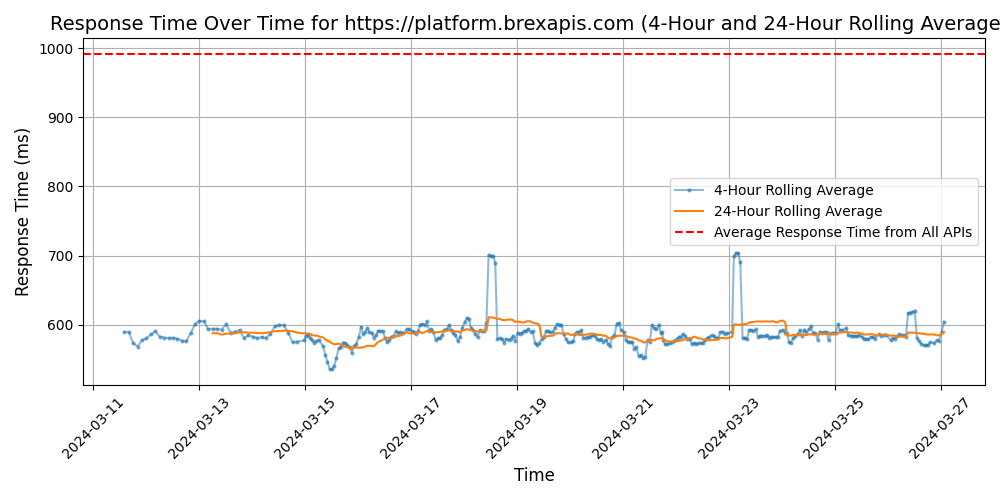 Response Time Over Time for https://platform.brexapis.com (4-Hour and 24-Hour Rolling Average
1000
900
800
700
600
Response Time (ms)
4-Hour Rolling Average
24-Hour Rolling Average
Average Response Time from All APIs
2024-03-11
2024-03-13
2024-03-15
2024-03-17
2024-03-19
2024-03-21
2024-03-23
2024-03-25
2024-03-27
Time